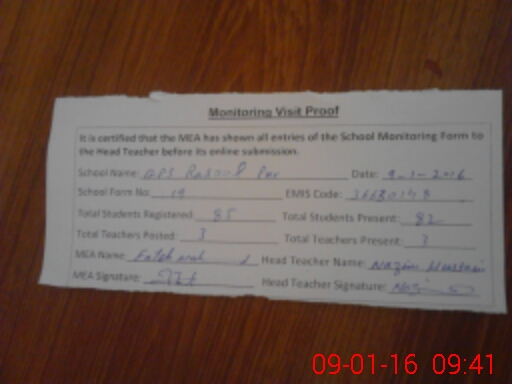 Monitoring Visit Proof
It is certified that the MEA has shown all entries of the School Monitoring Form to
the Head Teacher before its online submission.
School Name: GPS Rasool Pur Date: 9-1-2016
School Form No: 19 EMIS Code:
Total Students Registered: 85 Total Students Present: 82
Total Teachers Posted: 3 Total Teachers Present: 3
MEA Name: Head Teacher Name: Nazim
MEA Signature: Head Teacher Signature:
09-01-16 09:41